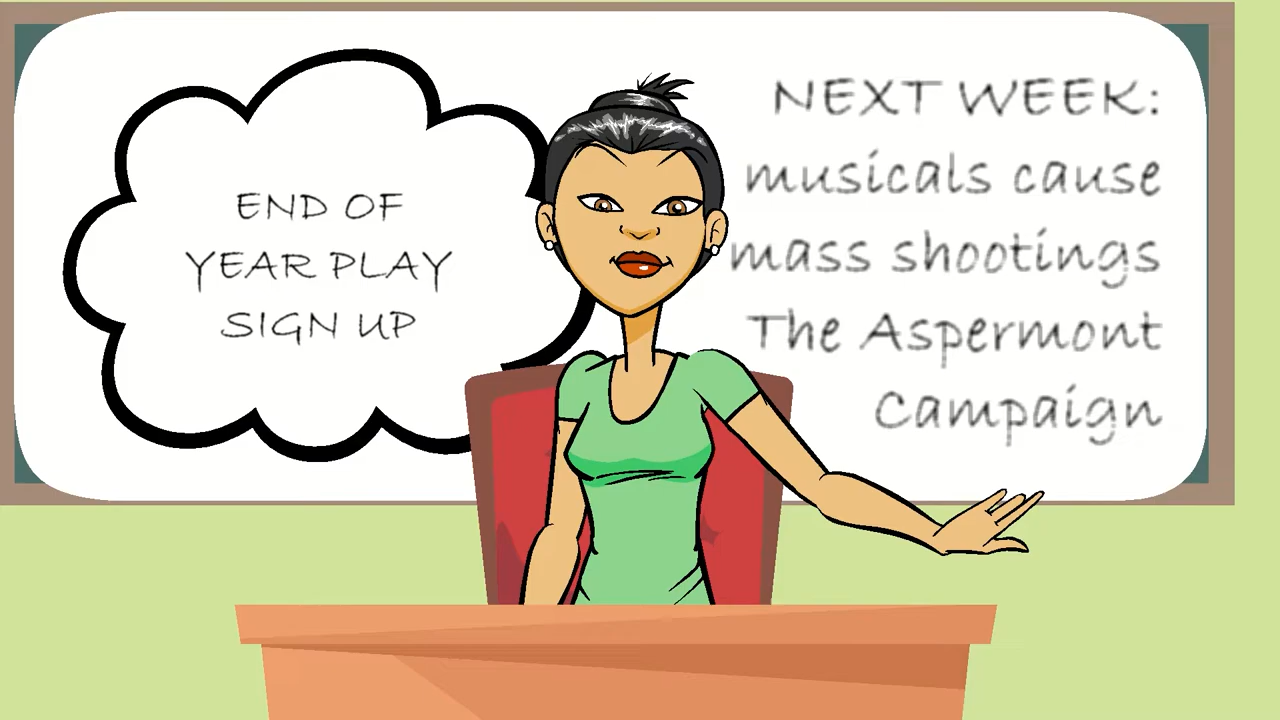 END OF
YEAR PLAY
SIGN UP
NEXT WEEK:
musicals cause
mass shootings
The Aspermont
Campaign